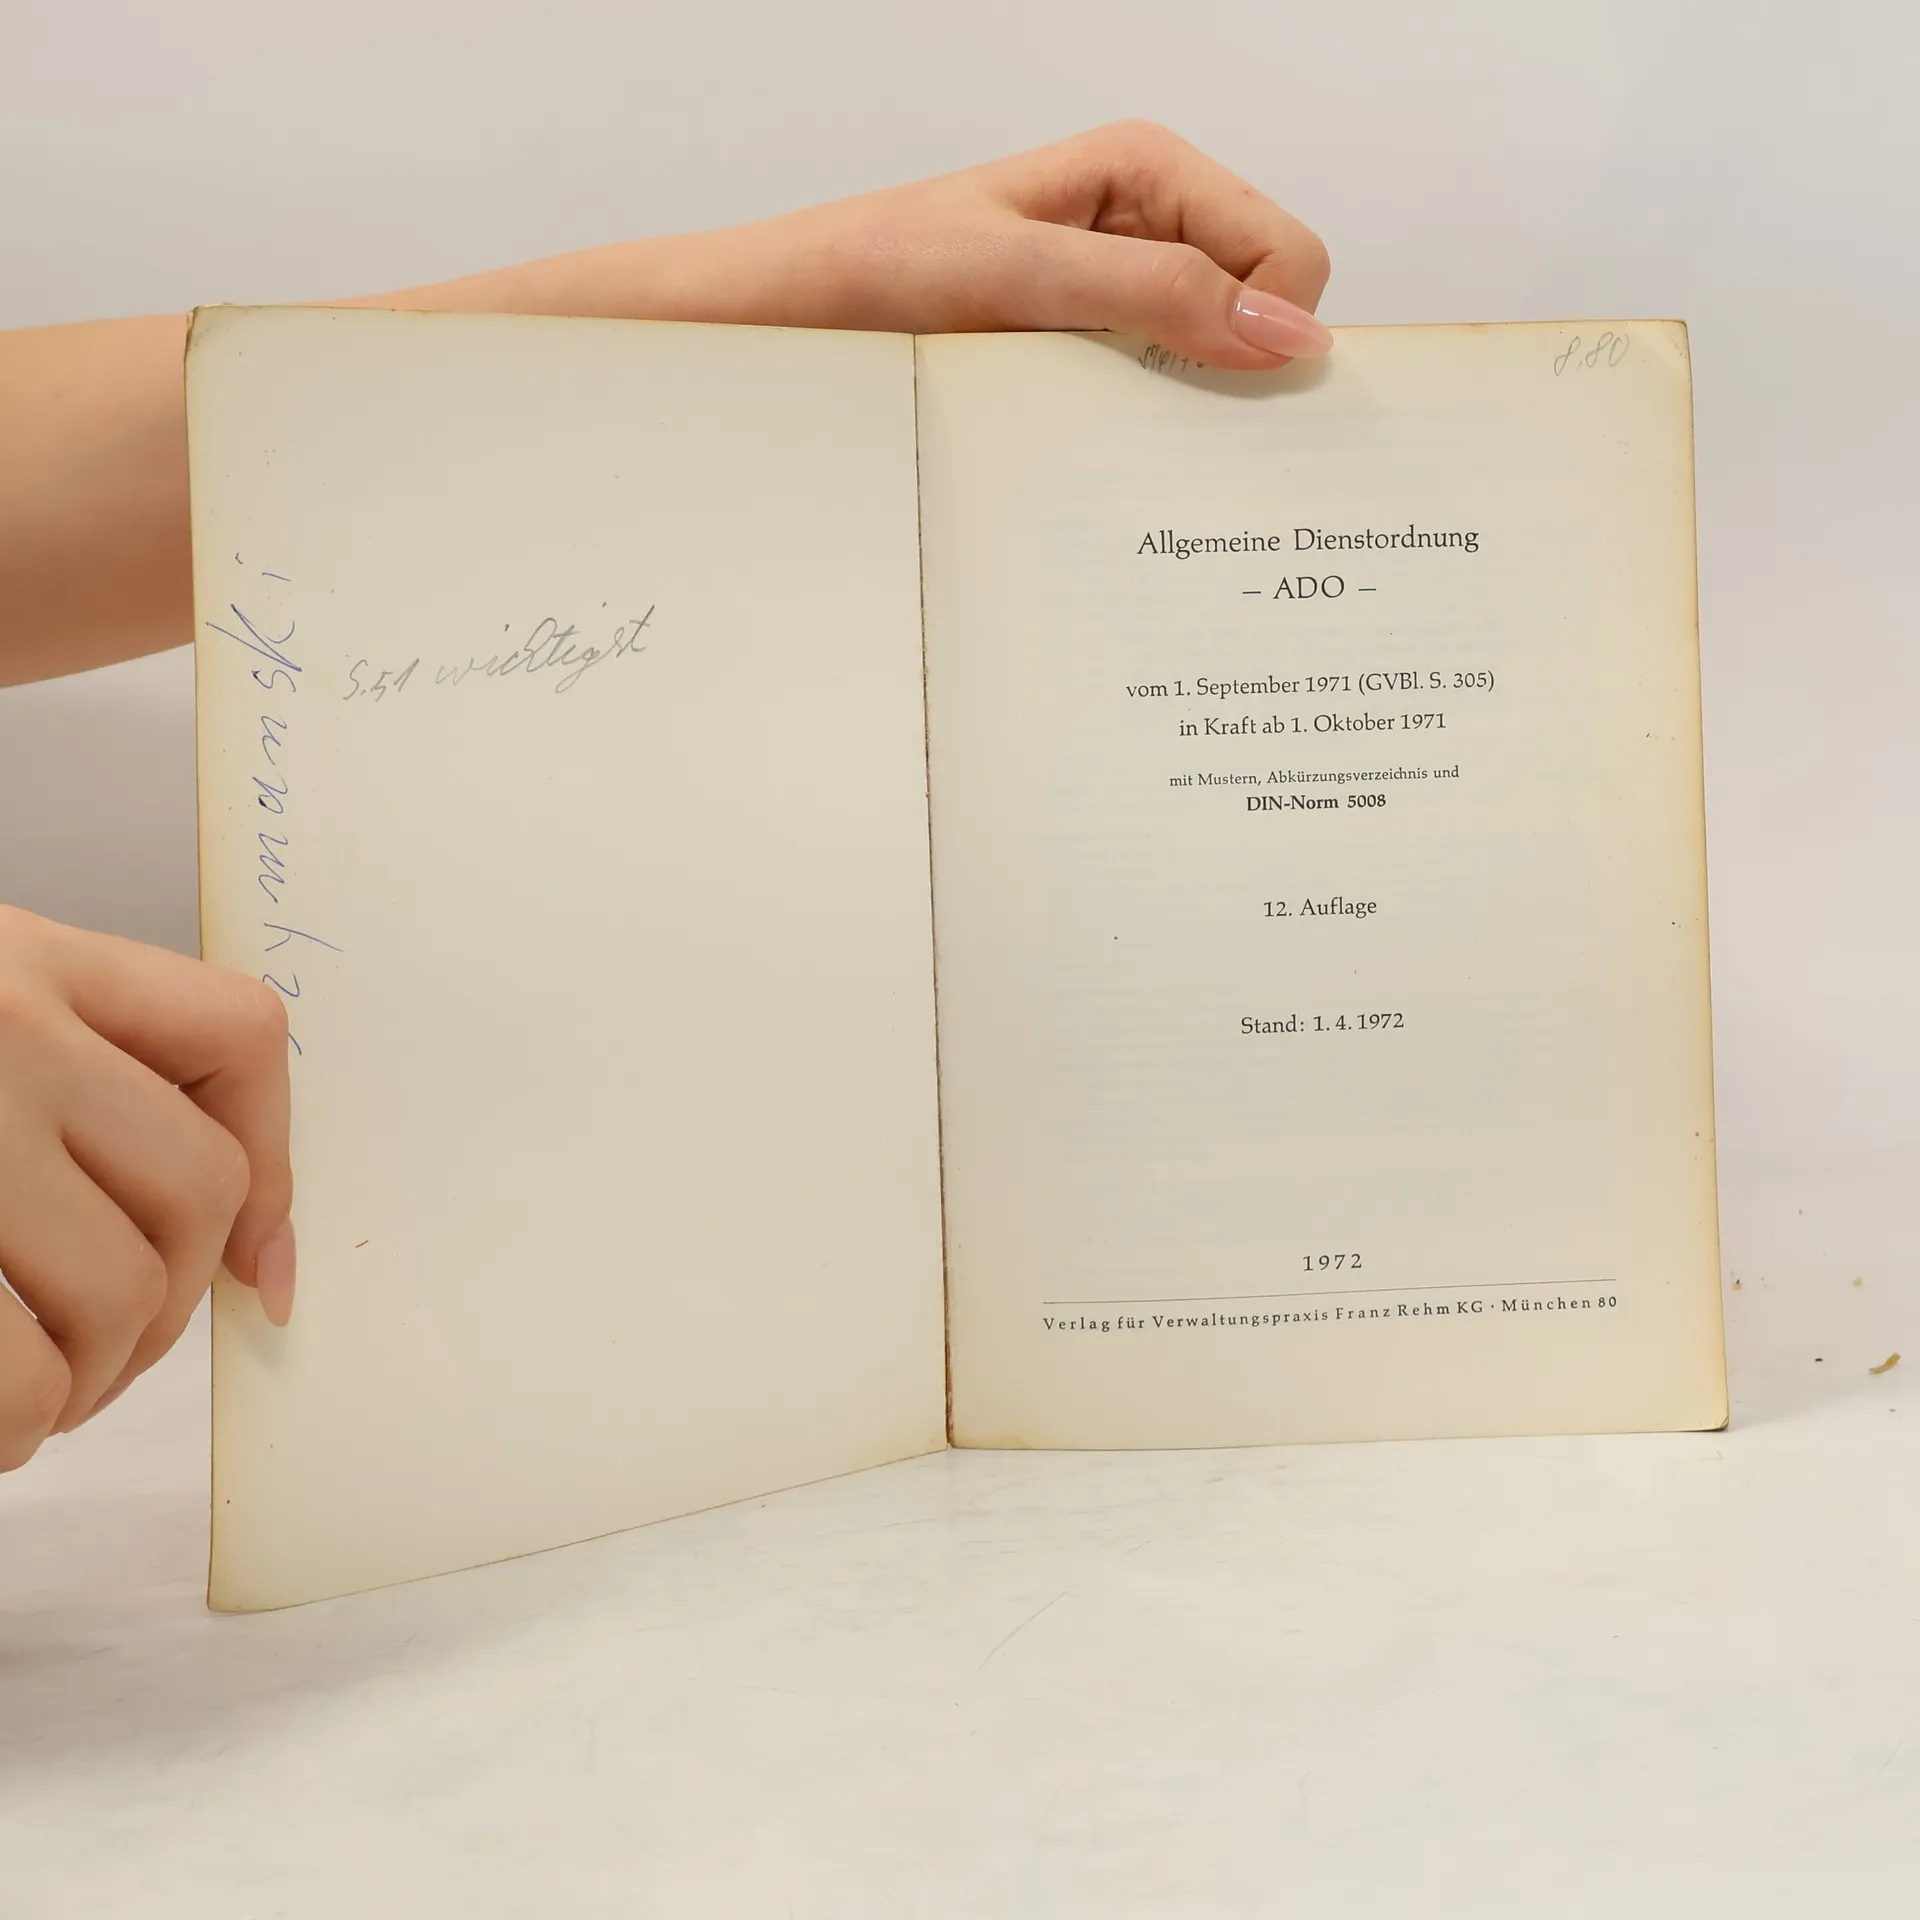 S. 51 wichtigst
8.80
Allgemeine Dienstordnung
– ADO –
vom 1. September 1971 (GVBl. S. 305)
in Kraft ab 1. Oktober 1971
mit Mustern, Abkürzungsverzeichnis und
DIN-Norm 5008
12. Auflage
Stand: 1. 4. 1972
1972
Verlag für Verwaltungspraxis Franz Rehm KG · München 80